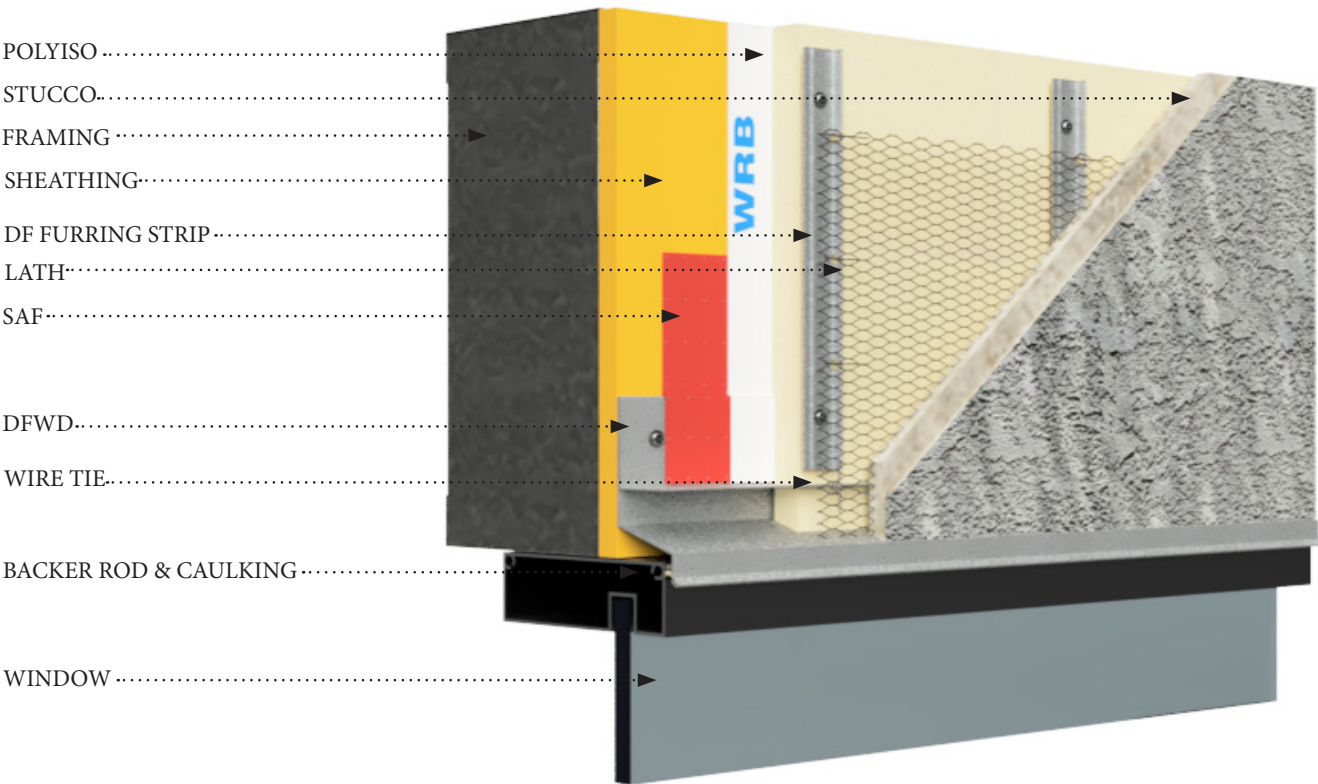 POLYISO
STUCCO
FRAMING
SHEATHING
WRB
DF FURRING STRIP
LATH
SAF
DFWD
WIRE TIE
BACKER ROD & CAULKING
WINDOW